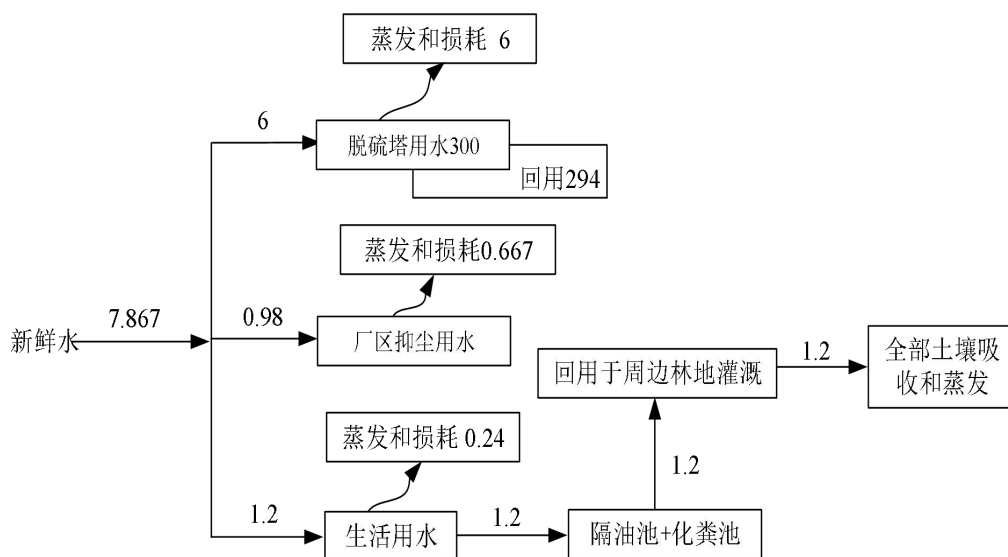 蒸发和损耗 6
6
脱硫塔用水300
回用294
蒸发和损耗0.667
新鲜水
7.867
0.98
厂区抑尘用水
回用于周边林地灌溉
1.2
全部土壤吸
收和蒸发
蒸发和损耗 0.24
1.2
1.2
生活用水
1.2
隔油池+化粪池